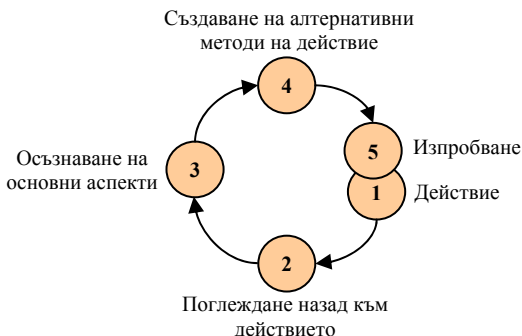 Създаване на алтернативни
методи на действие
4
5
Изпробване
Осъзнаване на
основни аспекти
3
1
Действие
2
Поглеждане назад към
действието